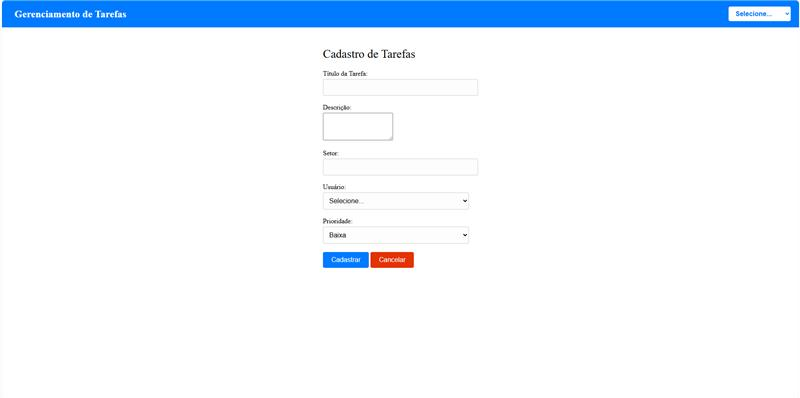 Gerenciamento de Tarefas
Selecione...
Cadastro de Tarefas
Título da Tarefa:
Descrição:
Setor:
Usuário:
Selecione...
Prioridade:
Baixa
Cadastrar Cancelar